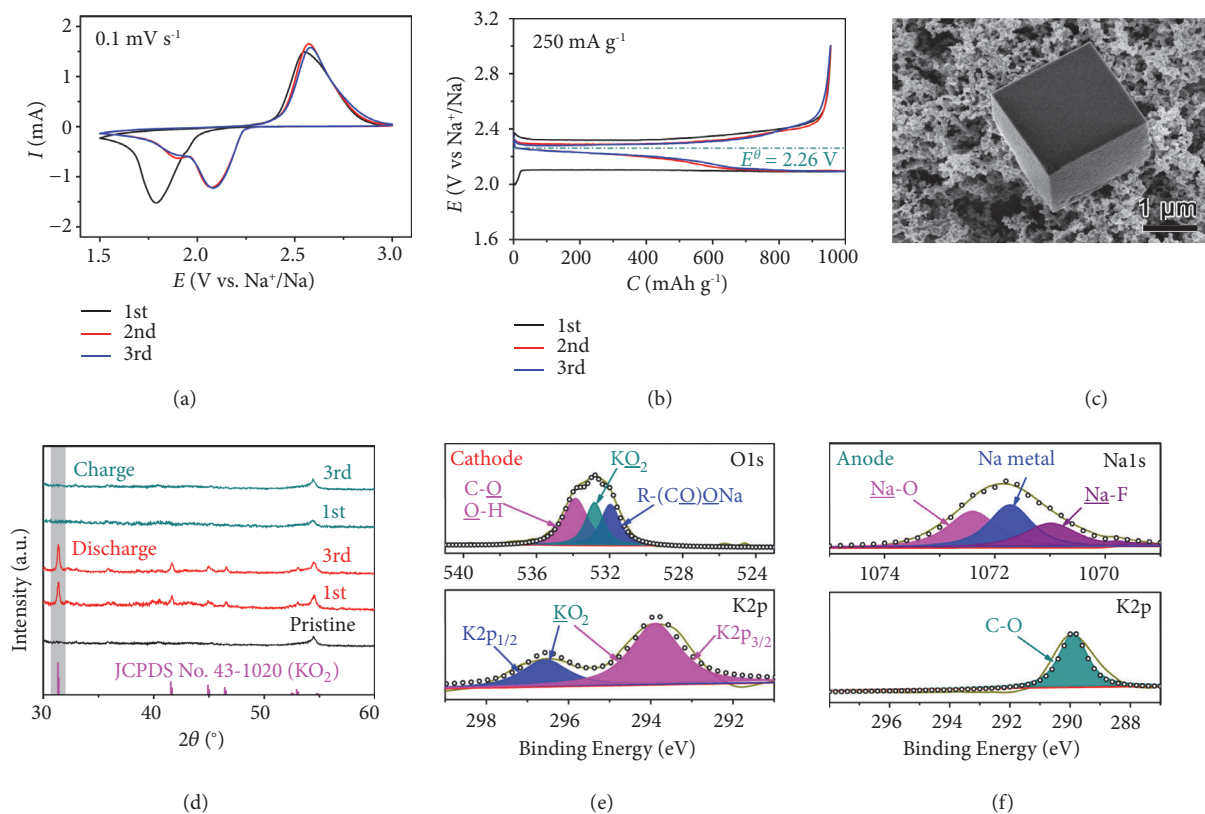 0.1 mV s⁻¹
2
1
0
−1
−2
I (mA)
1.5 2.0 2.5 3.0
E (V vs. Na⁺/Na)
1st
2nd
3rd
(a)
250 mA g⁻¹
3.2
2.8
2.4
2.0
1.6
E (V vs Na⁺/Na)
E^θ = 2.26 V
0 200 400 600 800 1000
C (mAh g⁻¹)
1st
2nd
3rd
(b)
1 μm
(c)
Charge
3rd
1st
Discharge
3rd
1st
Pristine
JCPDS No. 43-1020 (KO₂)
Intensity (a.u.)
30 40 50 60
2θ (°)
(d)
Cathode
O1s
KO₂
C-O
O-H
R-(CO)ONa
540 536 532 528 524
K2p
KO₂
K2p₁/₂
K2p₃/₂
298 296 294 292
Binding Energy (eV)
(e)
Anode
Na1s
Na metal
Na-O
Na-F
1074 1072 1070
K2p
C-O
296 294 292 290 288
Binding Energy (eV)
(f)